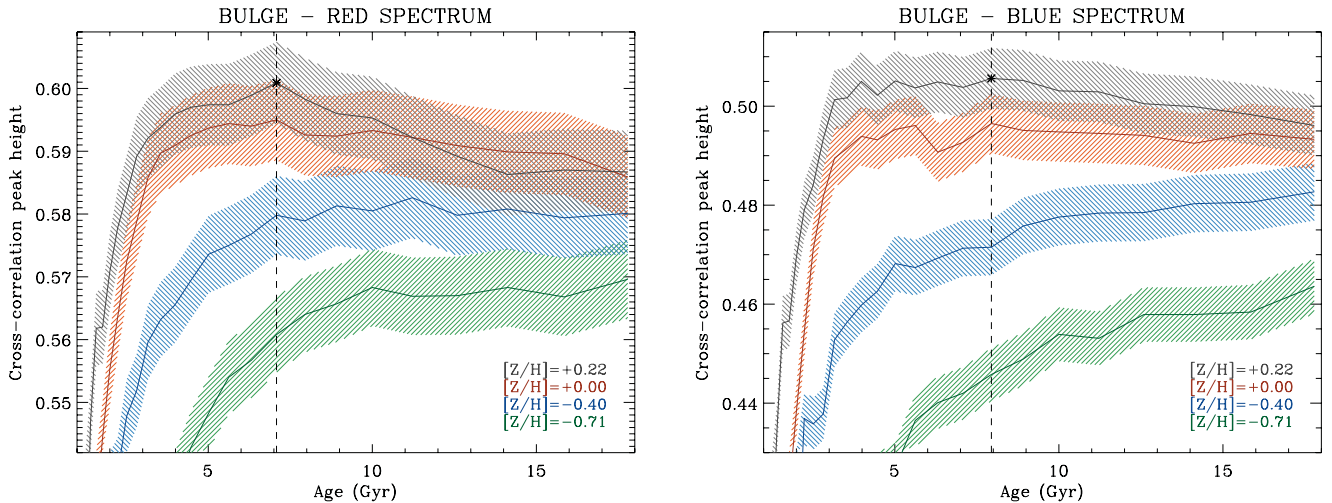 BULGE − RED SPECTRUM
Cross−correlation peak height
0.60
0.59
0.58
0.57
0.56
0.55
[Z/H]=+0.22
[Z/H]=+0.00
[Z/H]=−0.40
[Z/H]=−0.71
5
10
15
Age (Gyr)
BULGE − BLUE SPECTRUM
Cross−correlation peak height
0.50
0.48
0.46
0.44
[Z/H]=+0.22
[Z/H]=+0.00
[Z/H]=−0.40
[Z/H]=−0.71
5
10
15
Age (Gyr)